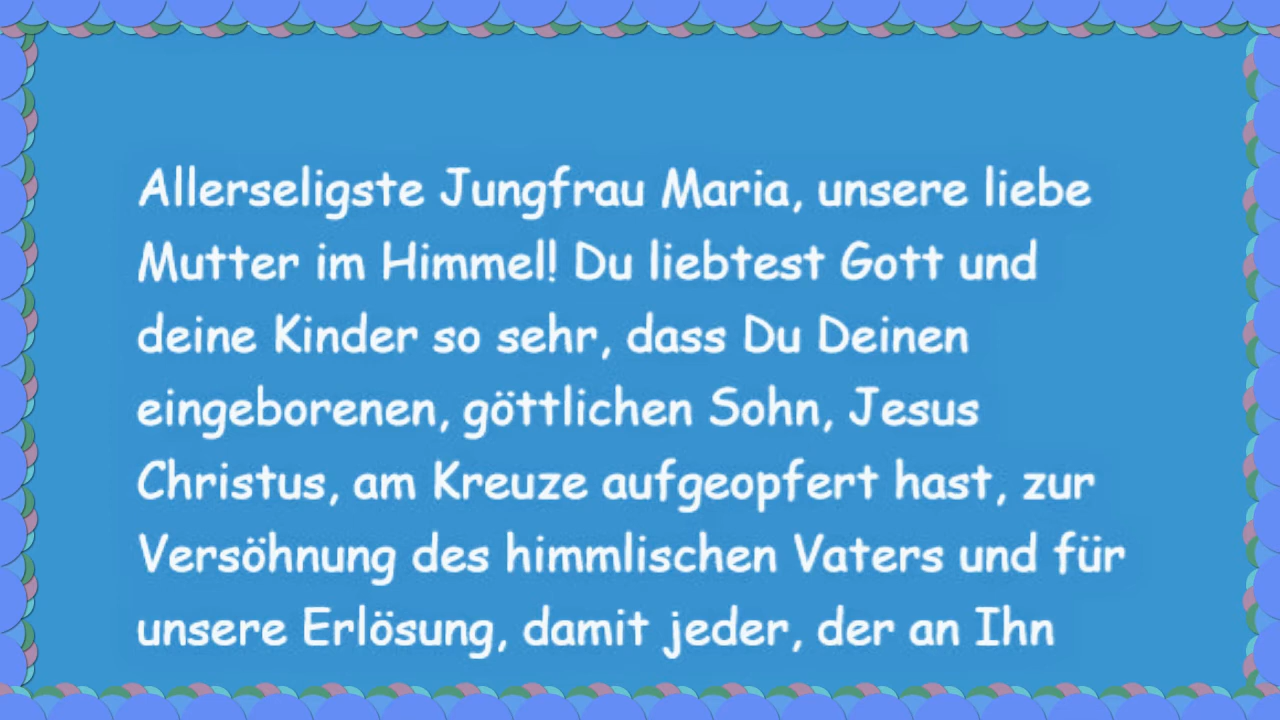 Allerseligste Jungfrau Maria, unsere liebe
Mutter im Himmel! Du liebtest Gott und
deine Kinder so sehr, dass Du Deinen
eingeborenen, göttlichen Sohn, Jesus
Christus, am Kreuze aufgeopfert hast, zur
Versöhnung des himmlischen Vaters und für
unsere Erlösung, damit jeder, der an Ihn